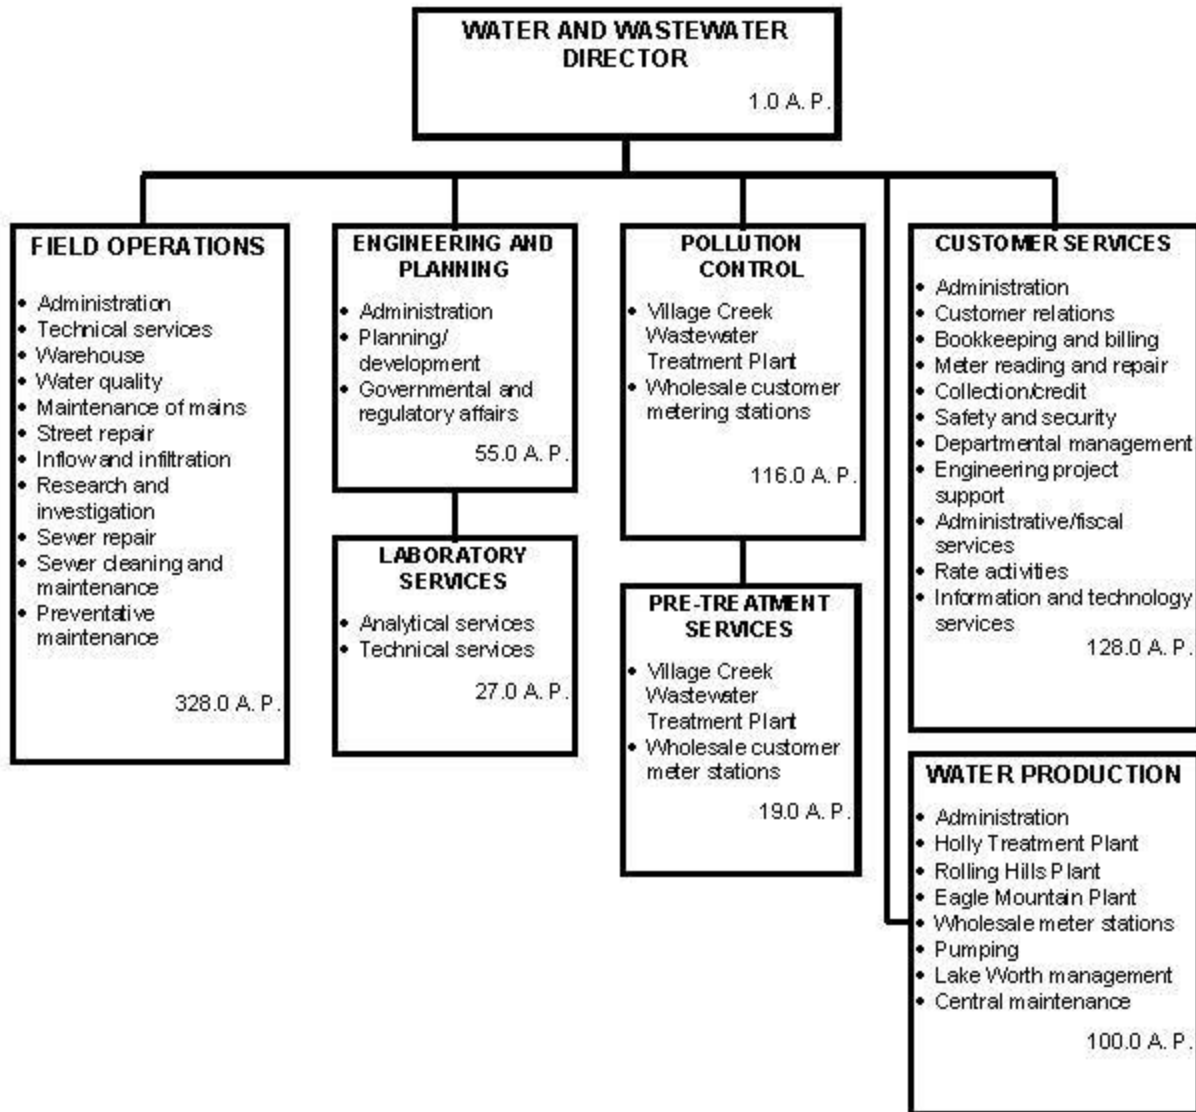 WATER AND WASTEWATER
DIRECTOR
1.0 A. P.
FIELD OPERATIONS
• Administration
• Technical services
• Warehouse
• Water quality
• Maintenance of mains
• Street repair
• Inflow and infiltration
• Research and
investigation
• Sewer repair
• Sewer cleaning and
maintenance
• Preventative
maintenance
328.0 A. P.
ENGINEERING AND
PLANNING
• Administration
• Planning/
development
• Governmental and
regulatory affairs
55.0 A. P.
LABORATORY
SERVICES
• Analytical services
• Technical services
27.0 A. P.
POLLUTION
CONTROL
• Village Creek
Wastewater
Treatment Plant
• Wholesale customer
metering stations
116.0 A. P.
PRE-TREATMENT
SERVICES
• Village Creek
Wastewater
Treatment Plant
• Wholesale customer
meter stations
19.0 A. P.
CUSTOMER SERVICES
• Administration
• Customer relations
• Bookkeeping and billing
• Meter reading and repair
• Collection/credit
• Safety and security
• Departmental management
• Engineering project
support
• Administrative/fiscal
services
• Rate activities
• Information and technology
services
128.0 A. P.
WATER PRODUCTION
• Administration
• Holly Treatment Plant
• Rolling Hills Plant
• Eagle Mountain Plant
• Wholesale meter stations
• Pumping
• Lake Worth management
• Central maintenance
100.0 A. P.